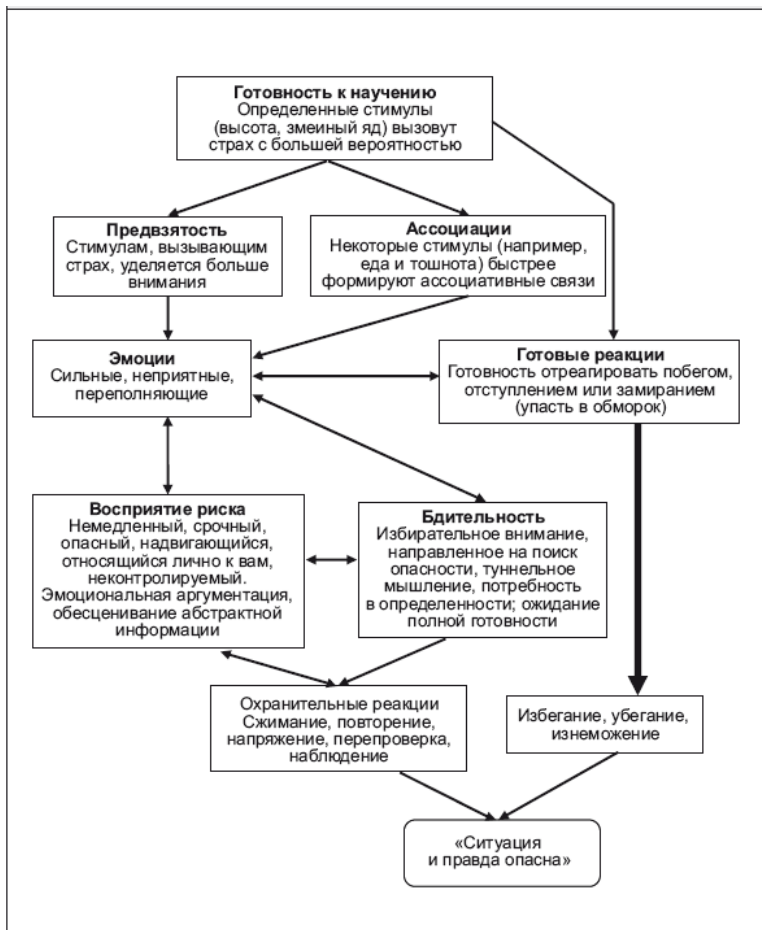 Готовность к научению
Определенные стимулы
(высота, змеиный яд) вызовут
страх с большей вероятностью
Предвзятость
Стимулам, вызывающим
страх, уделяется больше
внимания
Ассоциации
Некоторые стимулы (например,
еда и тошнота) быстрее
формируют ассоциативные связи
Эмоции
Сильные, неприятные,
переполняющие
Готовые реакции
Готовность отреагировать побегом,
отступлением или замиранием
(упасть в обморок)
Восприятие риска
Немедленный, срочный,
опасный, надвигающийся,
относящийся лично к вам,
неконтролируемый.
Эмоциональная аргументация,
обесценивание абстрактной
информации
Бдительность
Избирательное внимание,
направленное на поиск
опасности, туннельное
мышление, потребность
в определенности; ожидание
полной готовности
Охранительные реакции
Сжимание, повторение,
напряжение, перепроверка,
наблюдение
Избегание, убегание,
изнеможение
«Ситуация
и правда опасна»